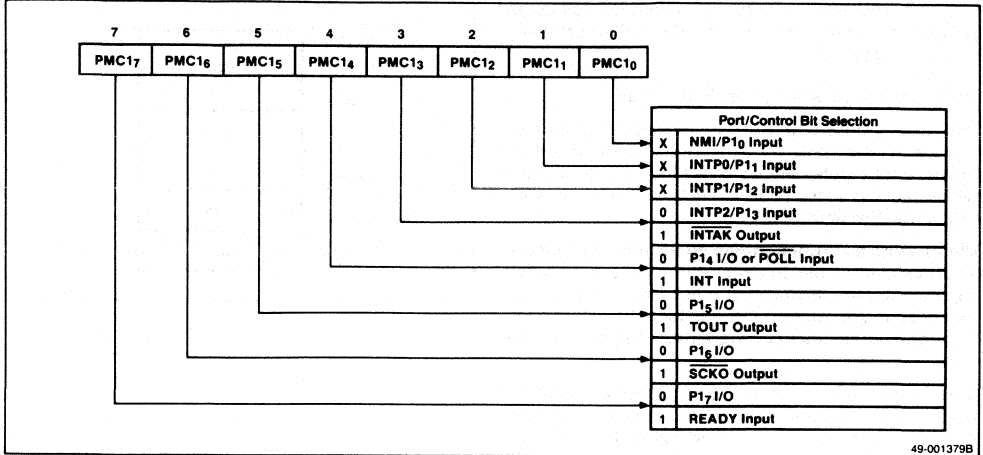 7 6 5 4 3 2 1 0
PMC1₇ PMC1₆ PMC1₅ PMC1₄ PMC1₃ PMC1₂ PMC1₁ PMC1₀
Port/Control Bit Selection
X NMI/P1₀ Input
X INTP0/P1₁ Input
X INTP1/P1₂ Input
0 INTP2/P1₃ Input
1 I̅N̅T̅A̅K̅ Output
0 P1₄ I/O or P̅O̅L̅L̅ Input
1 INT Input
0 P1₅ I/O
1 TOUT Output
0 P1₆ I/O
1 S̅C̅K̅O̅ Output
0 P1₇ I/O
1 READY Input
49-001379B